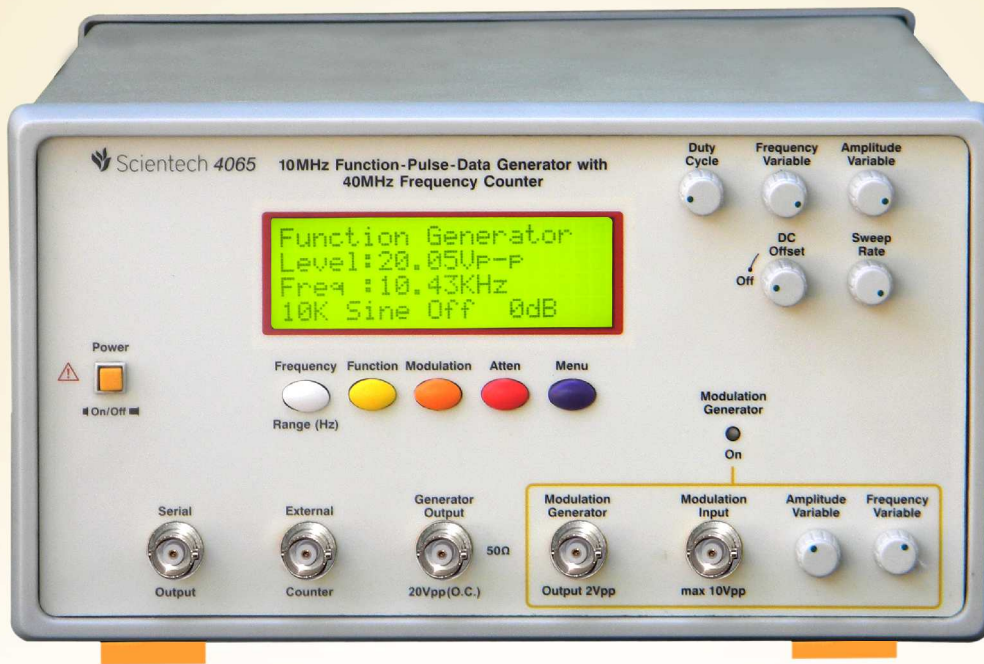 Scientech 4065
10MHz Function-Pulse-Data Generator with
40MHz Frequency Counter
Function Generator
Level:20.05Vp-p
Freq :10.43KHz
10K Sine Off 0dB
Duty
Cycle
Frequency
Variable
Amplitude
Variable
DC
Offset
Off
Sweep
Rate
Power
On/Off
Frequency
Range (Hz)
Function
Modulation
Atten
Menu
Modulation
Generator
On
Serial
Output
External
Counter
Generator
Output
50Ω
20Vpp(O.C.)
Modulation
Generator
Output 2Vpp
Modulation
Input
max 10Vpp
Amplitude
Variable
Frequency
Variable